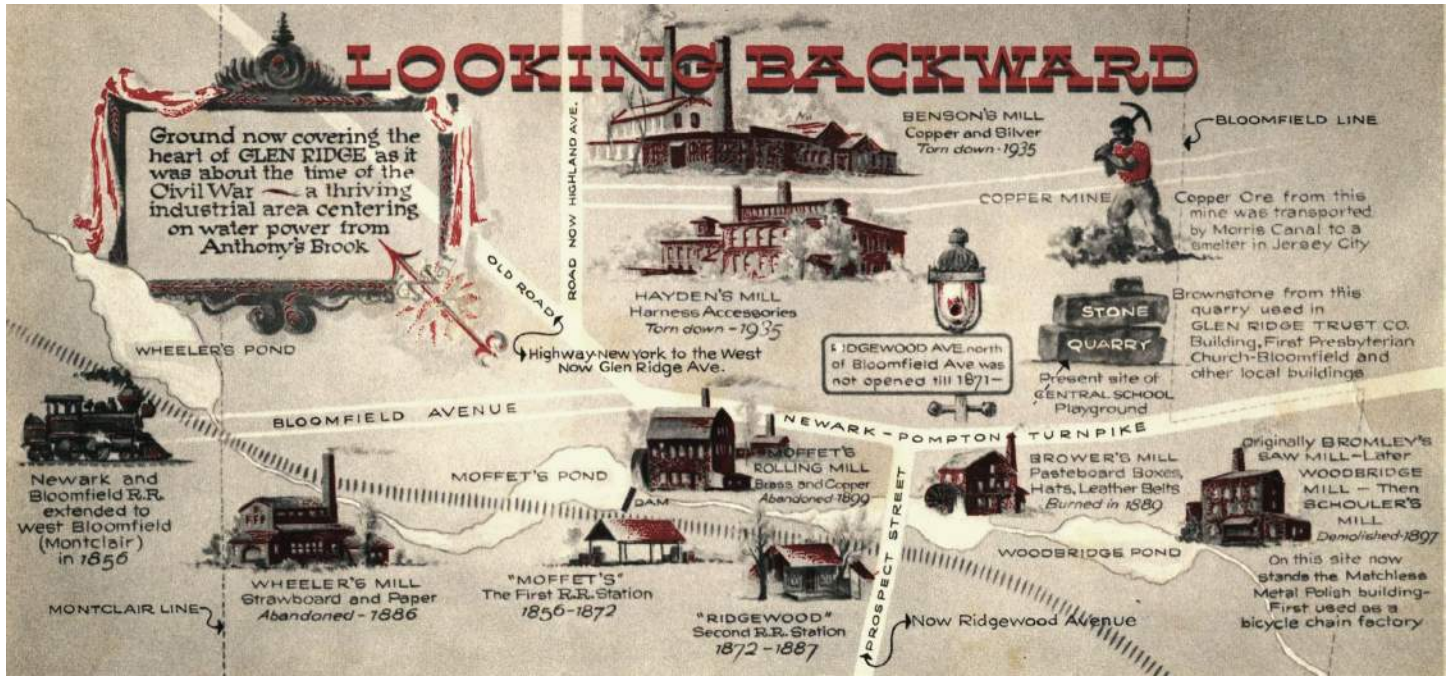 LOOKING BACKWARD
Ground now covering the
heart of GLEN RIDGE as it
was about the time of the
Civil War — a thriving
industrial area centering
on water power from
Anthony's Brook
ROAD NOW HIGHLAND AVE.
OLD ROAD
BENSON'S MILL
Copper and Silver
Torn down-1935
BLOOMFIELD LINE
COPPER MINE
Copper Ore from this
mine was transported
by Morris Canal to a
smelter in Jersey City
HAYDEN'S MILL
Harness Accessories
Torn down-1935
Highway-New York to the West
Now Glen Ridge Ave.
RIDGEWOOD AVE. north
of Bloomfield Ave was
not opened till 1871—
STONE
QUARRY
Present site of
CENTRAL SCHOOL
Playground
Brownstone from this
quarry used in
GLEN RIDGE TRUST CO.
Building, First Presbyterian
Church-Bloomfield and
other local buildings
WHEELER'S POND
BLOOMFIELD AVENUE
NEWARK-POMPTON TURNPIKE
Newark and
Bloomfield R.R.
extended to
West Bloomfield
(Montclair)
in 1856
MONTCLAIR LINE
WHEELER'S MILL
Strawboard and Paper
Abandoned-1886
MOFFET'S POND
DAM
MOFFET'S
ROLLING MILL
Brass and Copper
Abandoned-1899
"MOFFET'S"
The First R.R. Station
1856-1872
"RIDGEWOOD"
Second R.R. Station
1872-1887
PROSPECT STREET
Now Ridgewood Avenue
BROWER'S MILL
Pasteboard Boxes,
Hats, Leather Belts
Burned in 1889
WOODBRIDGE POND
Originally BROMLEY'S
SAW MILL-Later
WOODBRIDGE
MILL — Then
SCHOULER'S
MILL
Demolished-1897
On this site now
stands the Matchless
Metal Polish building-
First used as a
bicycle chain factory